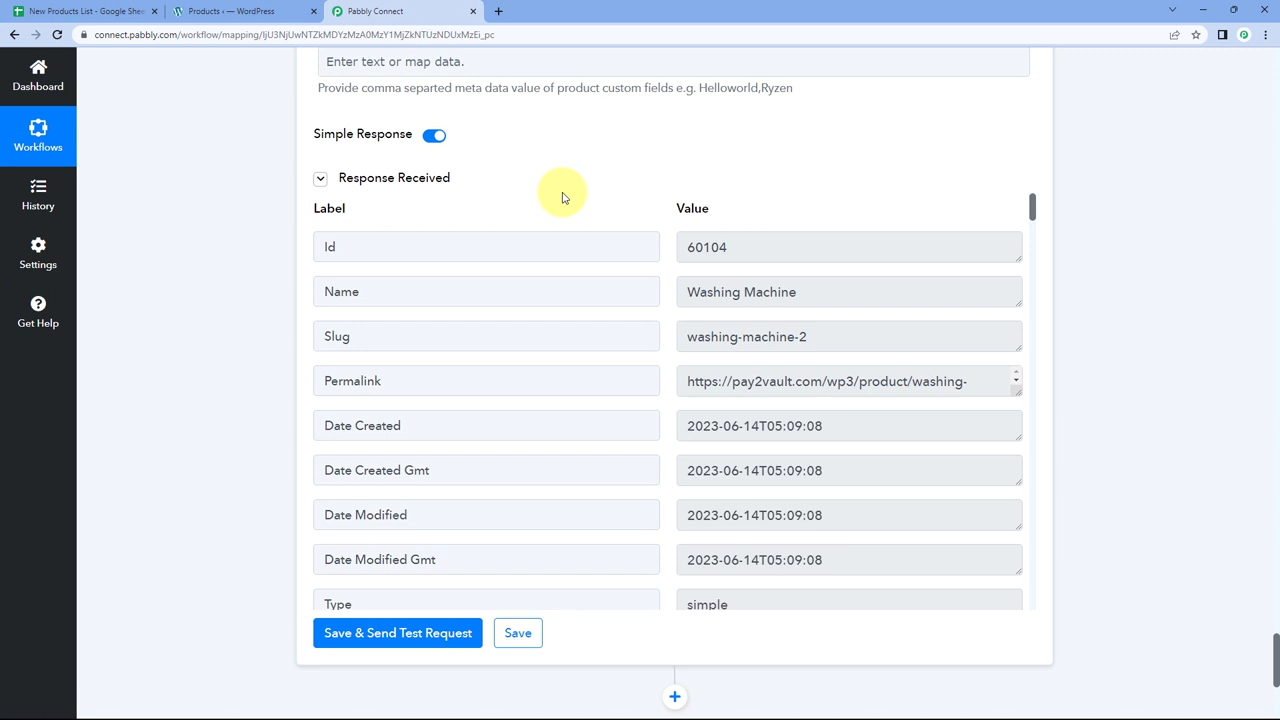 New Products List - Google Shee
Products ‹ — WordPress
Pabbly Connect
connect.pabbly.com/workflow/mapping/IjU3NjUwNTZkMDYzMzA0MzY1MjZkNTUzNDUxMzEi_pc
Dashboard
Workflows
History
Settings
Get Help
Enter text or map data.
Provide comma separted meta data value of product custom fields e.g. Helloworld,Ryzen
Simple Response
Response Received
Label Value
Id 60104
Name Washing Machine
Slug washing-machine-2
Permalink https://pay2vault.com/wp3/product/washing-
Date Created 2023-06-14T05:09:08
Date Created Gmt 2023-06-14T05:09:08
Date Modified 2023-06-14T05:09:08
Date Modified Gmt 2023-06-14T05:09:08
Type simple
Save & Send Test Request Save